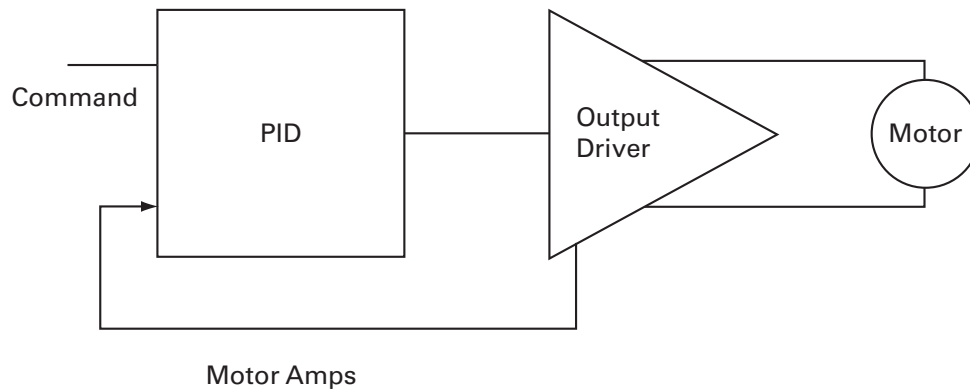 Command
PID
Output
Driver
Motor
Motor Amps